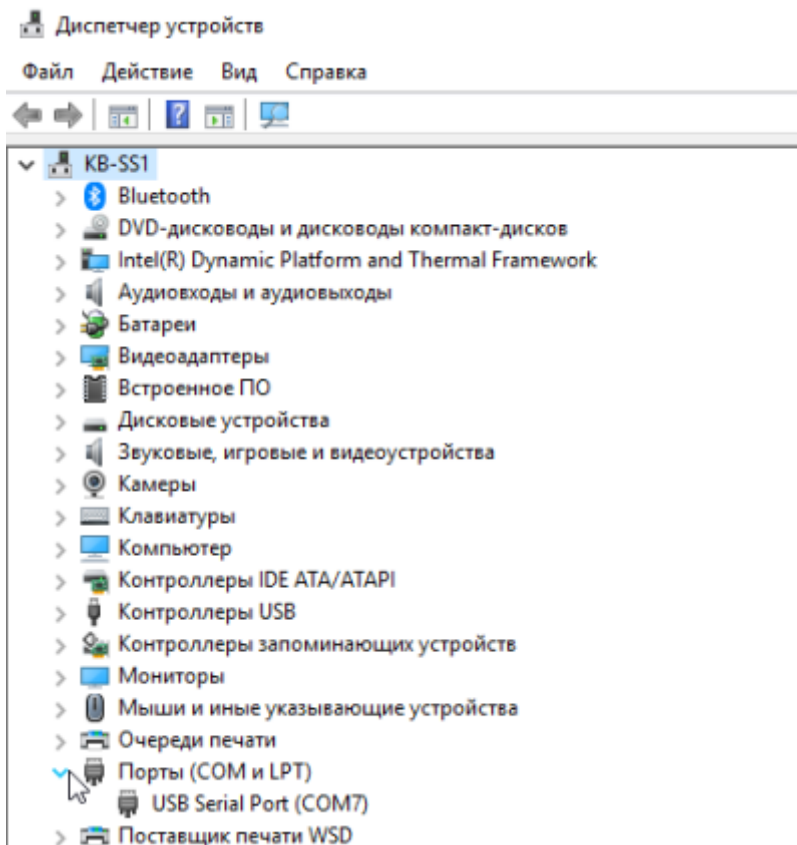 Диспетчер устройств
Файл Действие Вид Справка
KB-SS1
Bluetooth
DVD-дисководы и дисководы компакт-дисков
Intel(R) Dynamic Platform and Thermal Framework
Аудиовходы и аудиовыходы
Батареи
Видеоадаптеры
Встроенное ПО
Дисковые устройства
Звуковые, игровые и видеоустройства
Камеры
Клавиатуры
Компьютер
Контроллеры IDE ATA/ATAPI
Контроллеры USB
Контроллеры запоминающих устройств
Мониторы
Мыши и иные указывающие устройства
Очереди печати
Порты (COM и LPT)
USB Serial Port (COM7)
Поставщик печати WSD